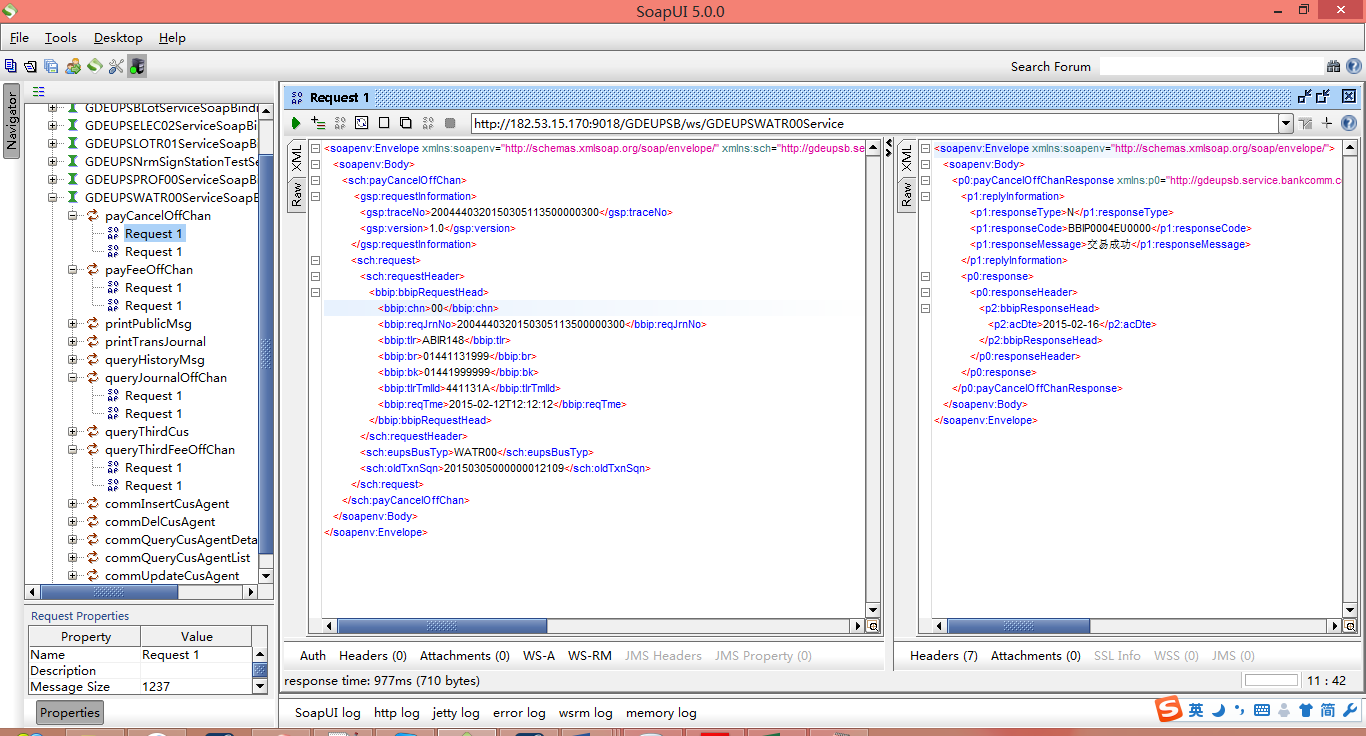 SoapUI 5.0.0
File Tools Desktop Help
Search Forum
Navigator
GDEUPSBLotServiceSoapBindi
GDEUPSELEC02ServiceSoapBi
GDEUPSLOTR01ServiceSoapB
GDEUPSNrmSignStationTestSe
GDEUPSPROF00ServiceSoapB
GDEUPSWATR00ServiceSoapE
payCancelOffChan
Request 1
Request 1
payFeeOffChan
Request 1
Request 1
printPublicMsg
printTransJournal
queryHistoryMsg
queryJournalOffChan
Request 1
Request 1
queryThirdCus
queryThirdFeeOffChan
Request 1
Request 1
commInsertCusAgent
commDelCusAgent
commQueryCusAgentDeta
commQueryCusAgentList
commUpdateCusAgent
Request Properties
Property Value
Name Request 1
Description
Message Size 1237
Properties
Request 1
http://182.53.15.170:9018/GDEUPSB/ws/GDEUPSWATR00Service
XML
Raw
<soapenv:Envelope xmlns:soapenv="http://schemas.xmlsoap.org/soap/envelope/" xmlns:sch="http://gdeupsb.se
<soapenv:Body>
<sch:payCancelOffChan>
<gsp:requestInformation>
<gsp:traceNo>2004440320150305113500000300</gsp:traceNo>
<gsp:version>1.0</gsp:version>
</gsp:requestInformation>
<sch:request>
<sch:requestHeader>
<bbip:bbipRequestHead>
<bbip:chn>00</bbip:chn>
<bbip:reqJrnNo>2004440320150305113500000300</bbip:reqJrnNo>
<bbip:tlr>ABIR148</bbip:tlr>
<bbip:br>01441131999</bbip:br>
<bbip:bk>01441999999</bbip:bk>
<bbip:tlrTmlId>441131A</bbip:tlrTmlId>
<bbip:reqTme>2015-02-12T12:12:12</bbip:reqTme>
</bbip:bbipRequestHead>
</sch:requestHeader>
<sch:eupsBusTyp>WATR00</sch:eupsBusTyp>
<sch:oldTxnSqn>20150305000000012109</sch:oldTxnSqn>
</sch:request>
</sch:payCancelOffChan>
</soapenv:Body>
</soapenv:Envelope>
XML
Raw
<soapenv:Envelope xmlns:soapenv="http://schemas.xmlsoap.org/soap/envelope/">
<soapenv:Body>
<p0:payCancelOffChanResponse xmlns:p0="http://gdeupsb.service.bankcomm.c
<p1:replyInformation>
<p1:responseType>N</p1:responseType>
<p1:responseCode>BBIP0004EU0000</p1:responseCode>
<p1:responseMessage>交易成功</p1:responseMessage>
</p1:replyInformation>
<p0:response>
<p0:responseHeader>
<p2:bbipResponseHead>
<p2:acDte>2015-02-16</p2:acDte>
</p2:bbipResponseHead>
</p0:responseHeader>
</p0:response>
</p0:payCancelOffChanResponse>
</soapenv:Body>
</soapenv:Envelope>
Auth Headers (0) Attachments (0) WS-A WS-RM JMS Headers JMS Property (0)
Headers (7) Attachments (0) SSL Info WSS (0) JMS (0)
response time: 977ms (710 bytes)
11 : 42
SoapUI log http log jetty log error log wsrm log memory log
S 英 简